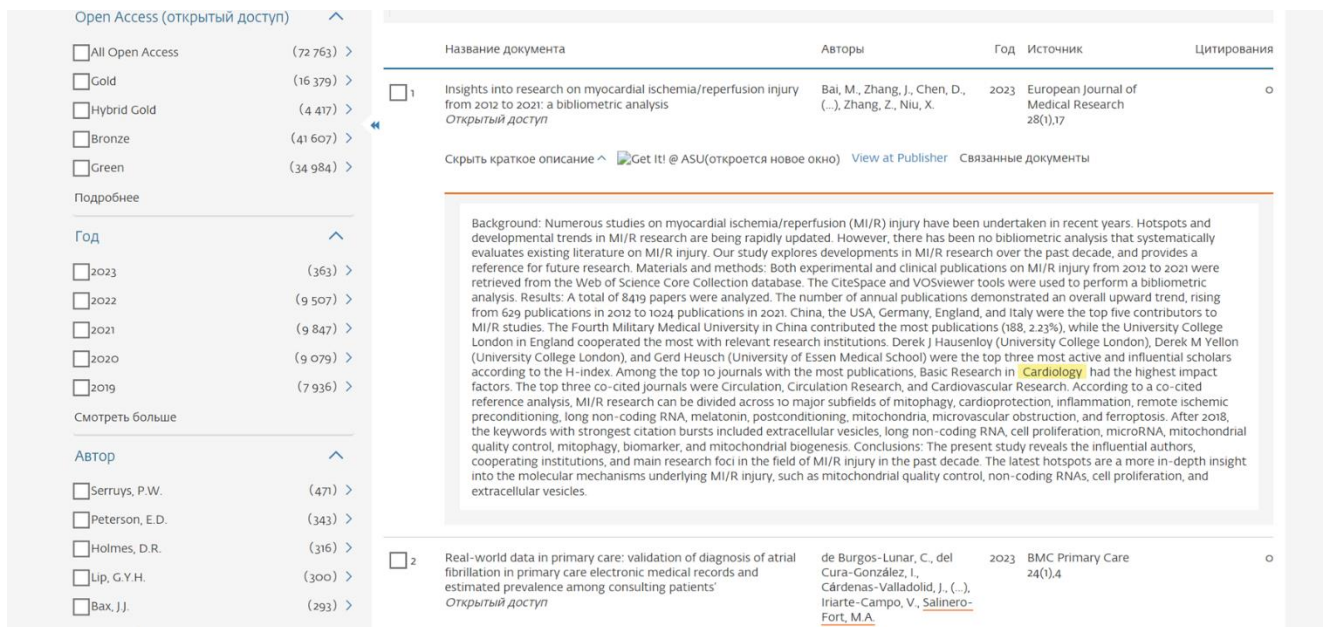 Open Access (открытый доступ)
All Open Access (72 763)
Gold (16 379)
Hybrid Gold (4 417)
Bronze (41 607)
Green (34 984)
Подробнее
Год
2023 (363)
2022 (9 507)
2021 (9 847)
2020 (9 079)
2019 (7 936)
Смотреть больше
Автор
Serruys, P.W. (471)
Peterson, E.D. (343)
Holmes, D.R. (316)
Lip, G.Y.H. (300)
Bax, J.J. (293)
Название документа Авторы Год Источник Цитирования
1 Insights into research on myocardial ischemia/reperfusion injury Bai, M., Zhang, J., Chen, D., 2023 European Journal of 0
from 2012 to 2021: a bibliometric analysis (...), Zhang, Z., Niu, X. Medical Research
Открытый доступ 28(1),17
Скрыть краткое описание Get It! @ ASU(откроется новое окно) View at Publisher Связанные документы
Background: Numerous studies on myocardial ischemia/reperfusion (MI/R) injury have been undertaken in recent years. Hotspots and
developmental trends in MI/R research are being rapidly updated. However, there has been no bibliometric analysis that systematically
evaluates existing literature on MI/R injury. Our study explores developments in MI/R research over the past decade, and provides a
reference for future research. Materials and methods: Both experimental and clinical publications on MI/R injury from 2012 to 2021 were
retrieved from the Web of Science Core Collection database. The CiteSpace and VOSviewer tools were used to perform a bibliometric
analysis. Results: A total of 8419 papers were analyzed. The number of annual publications demonstrated an overall upward trend, rising
from 629 publications in 2012 to 1024 publications in 2021. China, the USA, Germany, England, and Italy were the top five contributors to
MI/R studies. The Fourth Military Medical University in China contributed the most publications (188, 2.23%), while the University College
London in England cooperated the most with relevant research institutions. Derek J Hausenloy (University College London), Derek M Yellon
(University College London), and Gerd Heusch (University of Essen Medical School) were the top three most active and influential scholars
according to the H-index. Among the top 10 journals with the most publications, Basic Research in Cardiology had the highest impact
factors. The top three co-cited journals were Circulation, Circulation Research, and Cardiovascular Research. According to a co-cited
reference analysis, MI/R research can be divided across 10 major subfields of mitophagy, cardioprotection, inflammation, remote ischemic
preconditioning, long non-coding RNA, melatonin, postconditioning, mitochondria, microvascular obstruction, and ferroptosis. After 2018,
the keywords with strongest citation bursts included extracellular vesicles, long non-coding RNA, cell proliferation, microRNA, mitochondrial
quality control, mitophagy, biomarker, and mitochondrial biogenesis. Conclusions: The present study reveals the influential authors,
cooperating institutions, and main research foci in the field of MI/R injury in the past decade. The latest hotspots are a more in-depth insight
into the molecular mechanisms underlying MI/R injury, such as mitochondrial quality control, non-coding RNAs, cell proliferation, and
extracellular vesicles.
2 Real-world data in primary care: validation of diagnosis of atrial de Burgos-Lunar, C., del 2023 BMC Primary Care 0
fibrillation in primary care electronic medical records and Cura-González, I., 24(1),4
estimated prevalence among consulting patients' Cárdenas-Valladolid, J., (...),
Открытый доступ Iriarte-Campo, V., Salinero-
Fort, M.A.